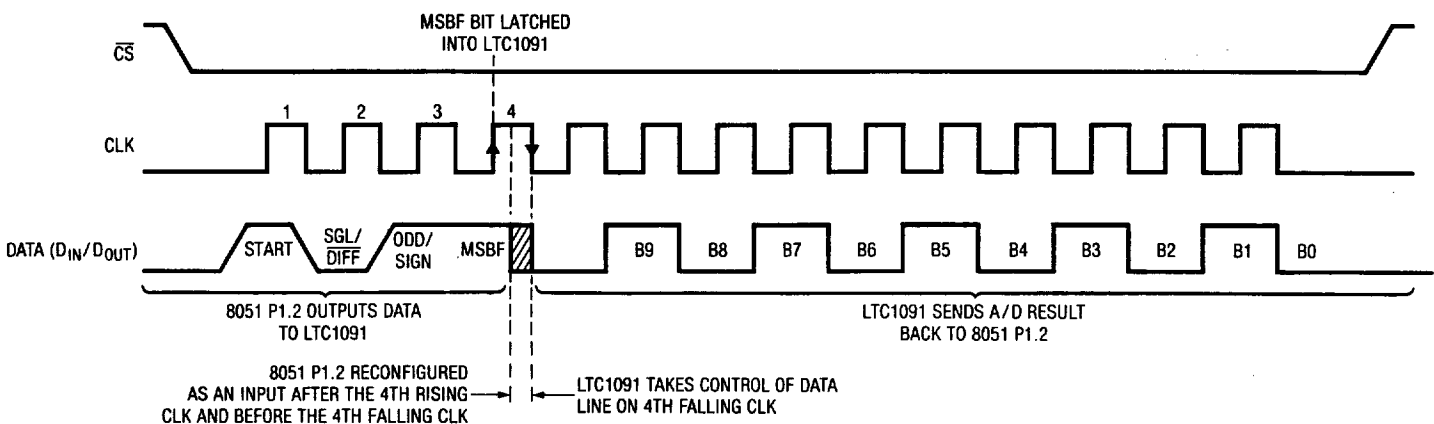 MSBF BIT LATCHED
INTO LTC1091
CS
1 2 3 4
CLK
DATA (DIN/DOUT)
START
SGL/
DIFF
ODD/
SIGN
MSBF
B9 B8 B7 B6 B5 B4 B3 B2 B1 B0
8051 P1.2 OUTPUTS DATA
TO LTC1091
LTC1091 SENDS A/D RESULT
BACK TO 8051 P1.2
8051 P1.2 RECONFIGURED
AS AN INPUT AFTER THE 4TH RISING
CLK AND BEFORE THE 4TH FALLING CLK
LTC1091 TAKES CONTROL OF DATA
LINE ON 4TH FALLING CLK